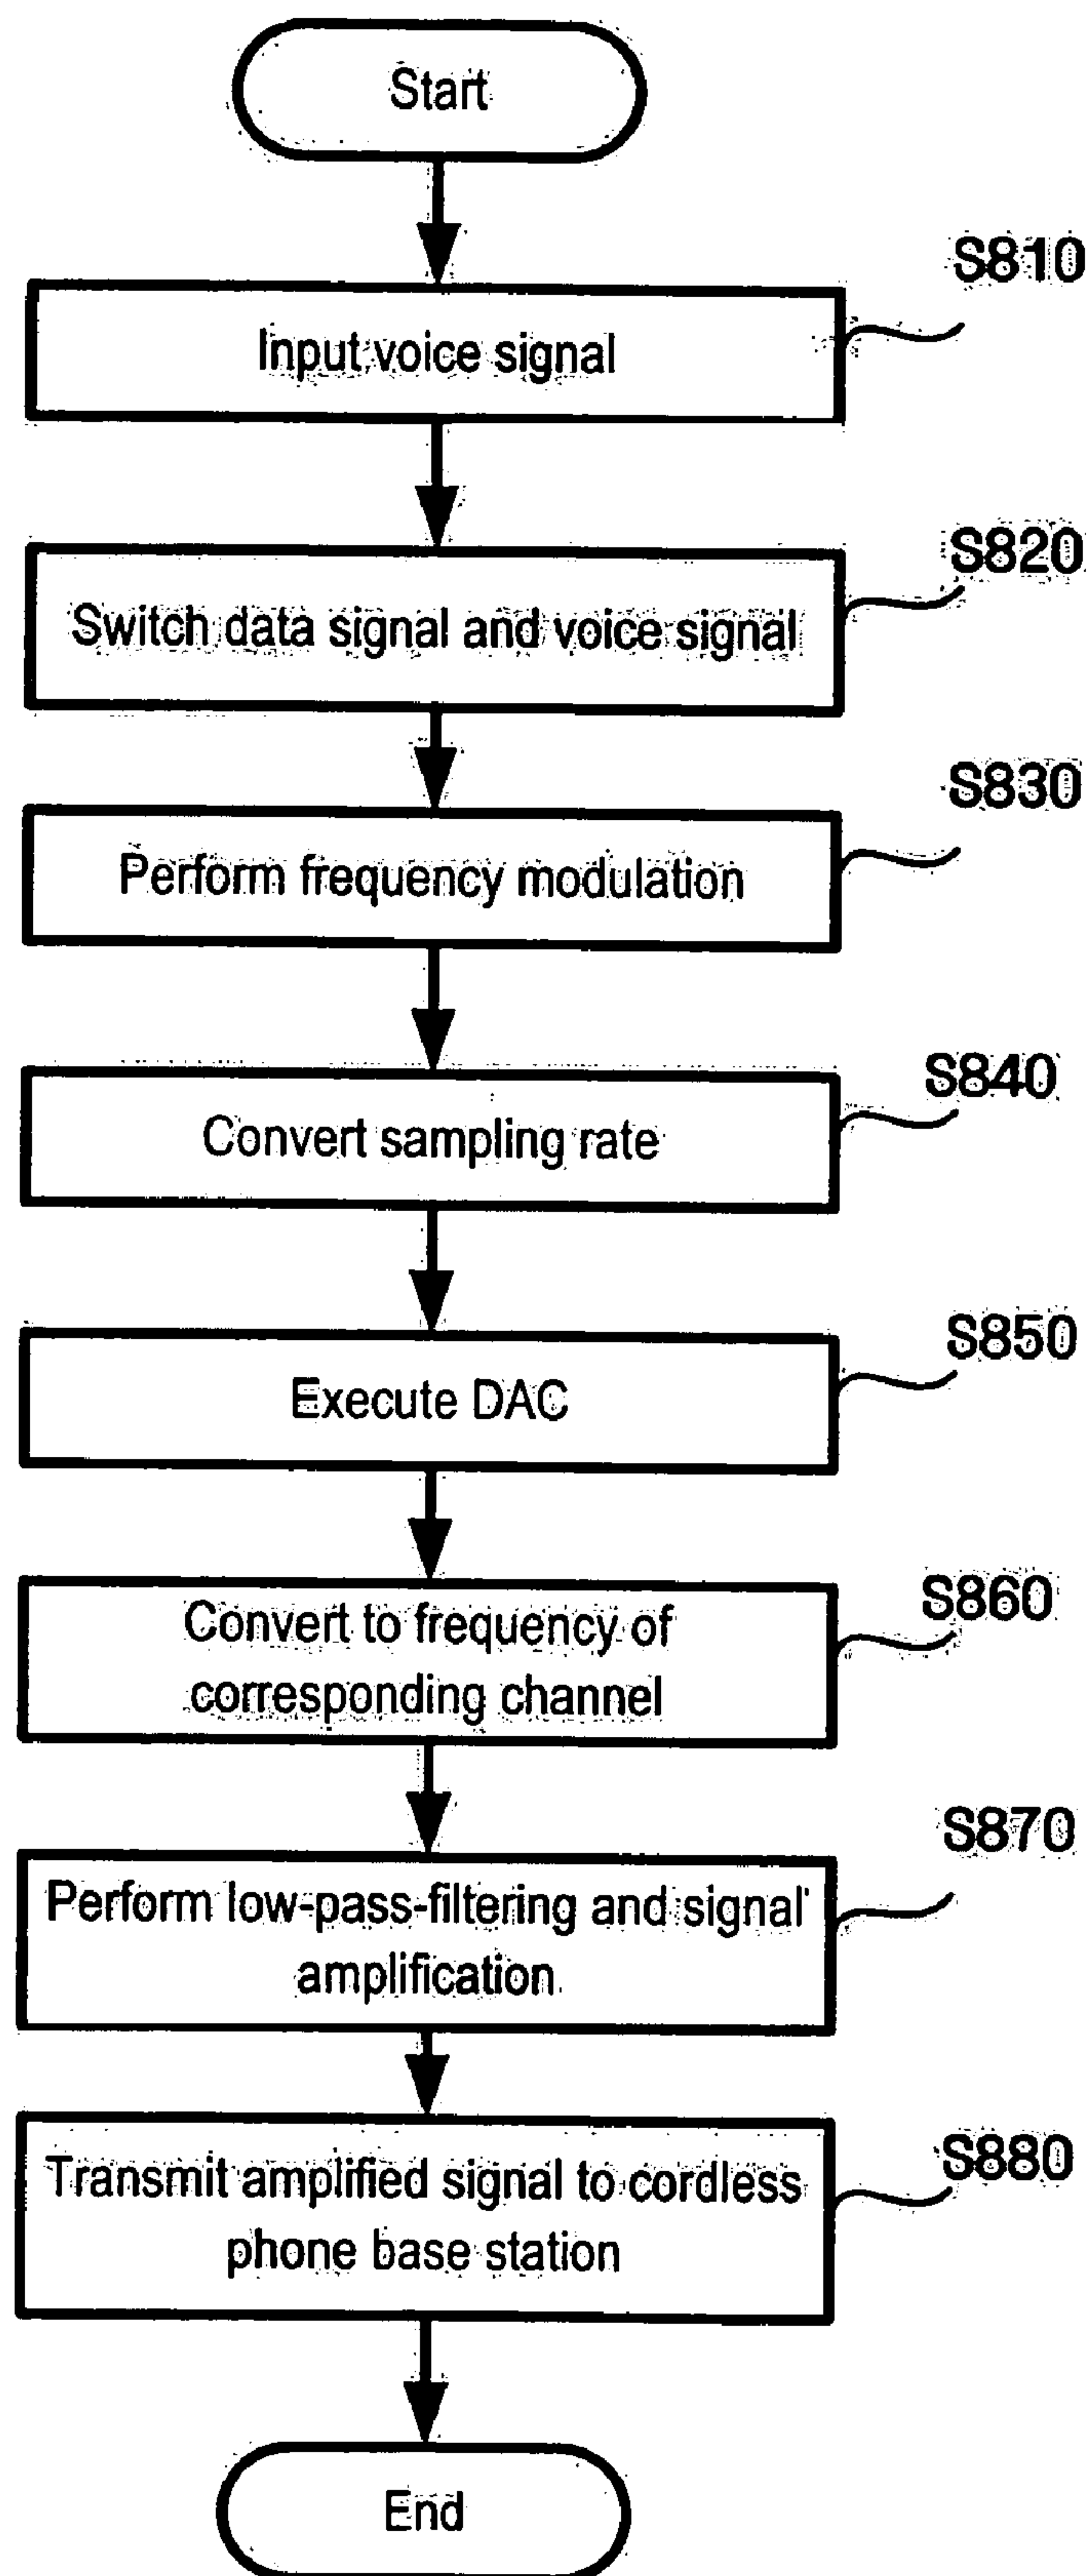 Start
S810
Input voice signal
S820
Switch data signal and voice signal
S830
Perform frequency modulation
S840
Convert sampling rate
S850
Execute DAC
S860
Convert to frequency of
corresponding channel
S870
Perform low-pass-filtering and signal
amplification
S880
Transmit amplified signal to cordless
phone base station
End